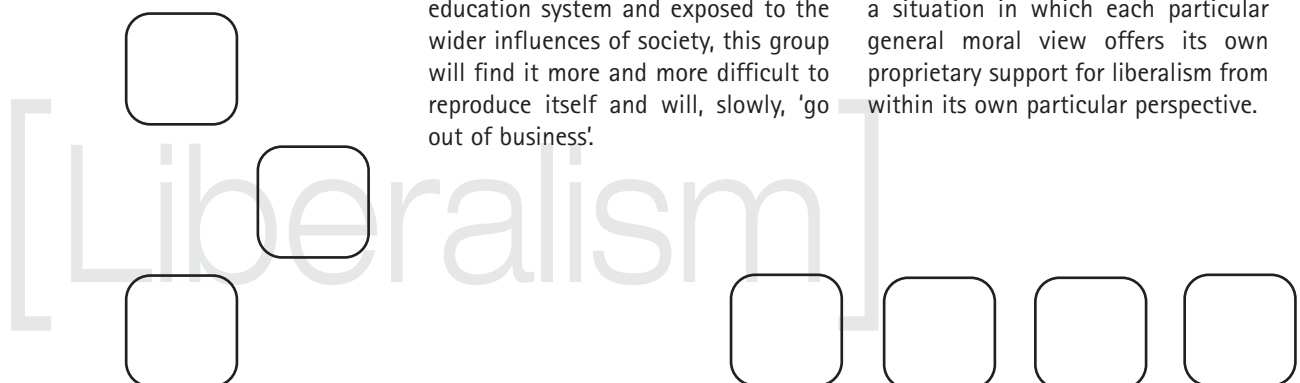 education system and exposed to the
wider influences of society, this group
will find it more and more difficult to
reproduce itself and will, slowly, 'go
out of business'.
a situation in which each particular
general moral view offers its own
proprietary support for liberalism from
within its own particular perspective.
[Liberalism]